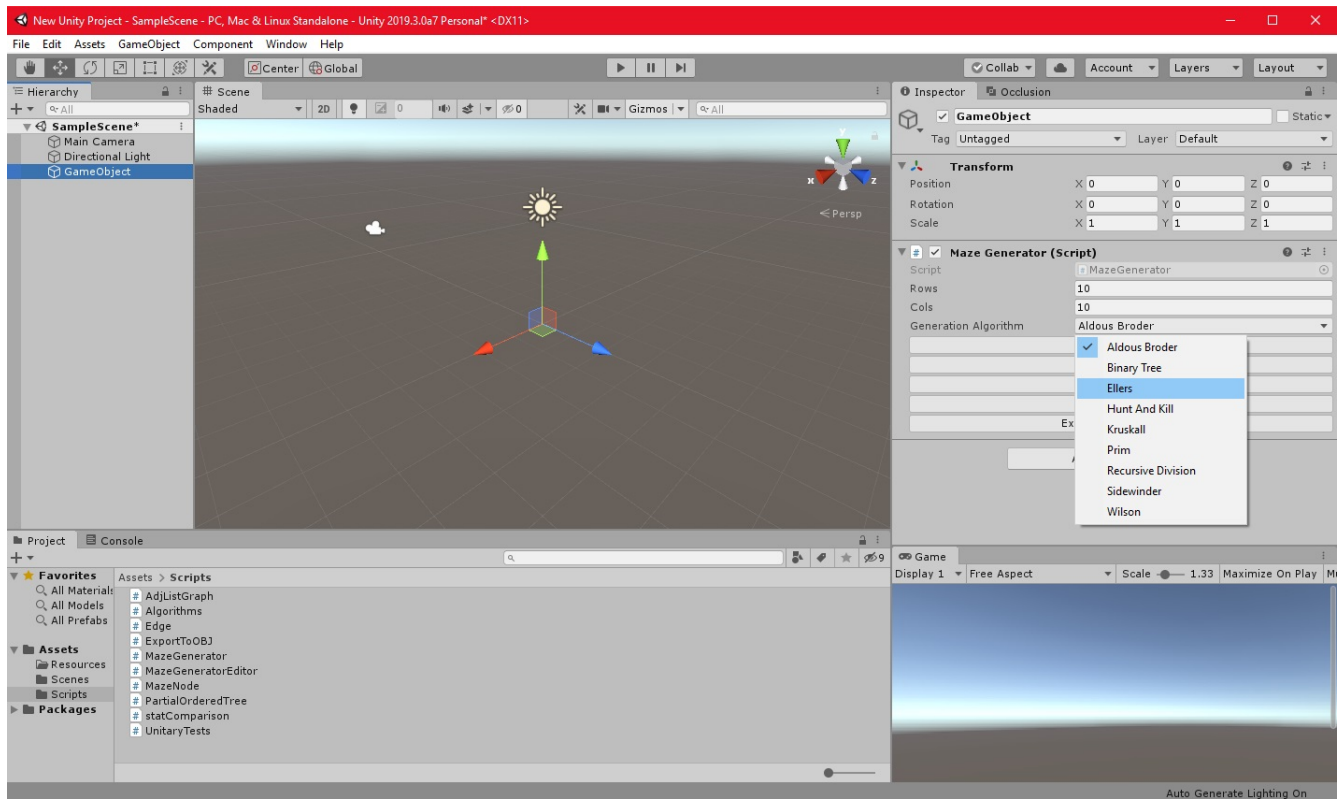 New Unity Project - SampleScene - PC, Mac & Linux Standalone - Unity 2019.3.0a7 Personal* <DX11>
File Edit Assets GameObject Component Window Help
Center Global Collab Account Layers Layout
Hierarchy
All
SampleScene*
Main Camera
Directional Light
GameObject
# Scene
Shaded 2D 0 0 Gizmos All
y
x z
Persp
Inspector Occlusion
GameObject Static
Tag Untagged Layer Default
Transform
Position X 0 Y 0 Z 0
Rotation X 0 Y 0 Z 0
Scale X 1 Y 1 Z 1
# Maze Generator (Script)
Script MazeGenerator
Rows 10
Cols 10
Generation Algorithm Aldous Broder
Aldous Broder
Binary Tree
Ellers
Hunt And Kill
Kruskall
Prim
Recursive Division
Sidewinder
Wilson
Ex
Project Console
9
Favorites
All Materials
All Models
All Prefabs
Assets
Resources
Scenes
Scripts
Packages
Assets > Scripts
# AdjListGraph
# Algorithms
# Edge
# ExportToOBJ
# MazeGenerator
# MazeGeneratorEditor
# MazeNode
# PartialOrderedTree
# statComparison
# UnitaryTests
Game
Display 1 Free Aspect Scale 1.33 Maximize On Play M
Auto Generate Lighting On